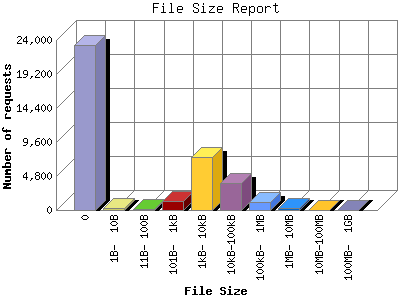 File Size Report
Number of requests
24,000
19,200
14,400
9,600
4,800
0
0
1B- 10B
11B- 100B
101B- 1kB
1kB- 10kB
10kB-100kB
100kB- 1MB
1MB- 10MB
10MB-100MB
100MB- 1GB
File Size